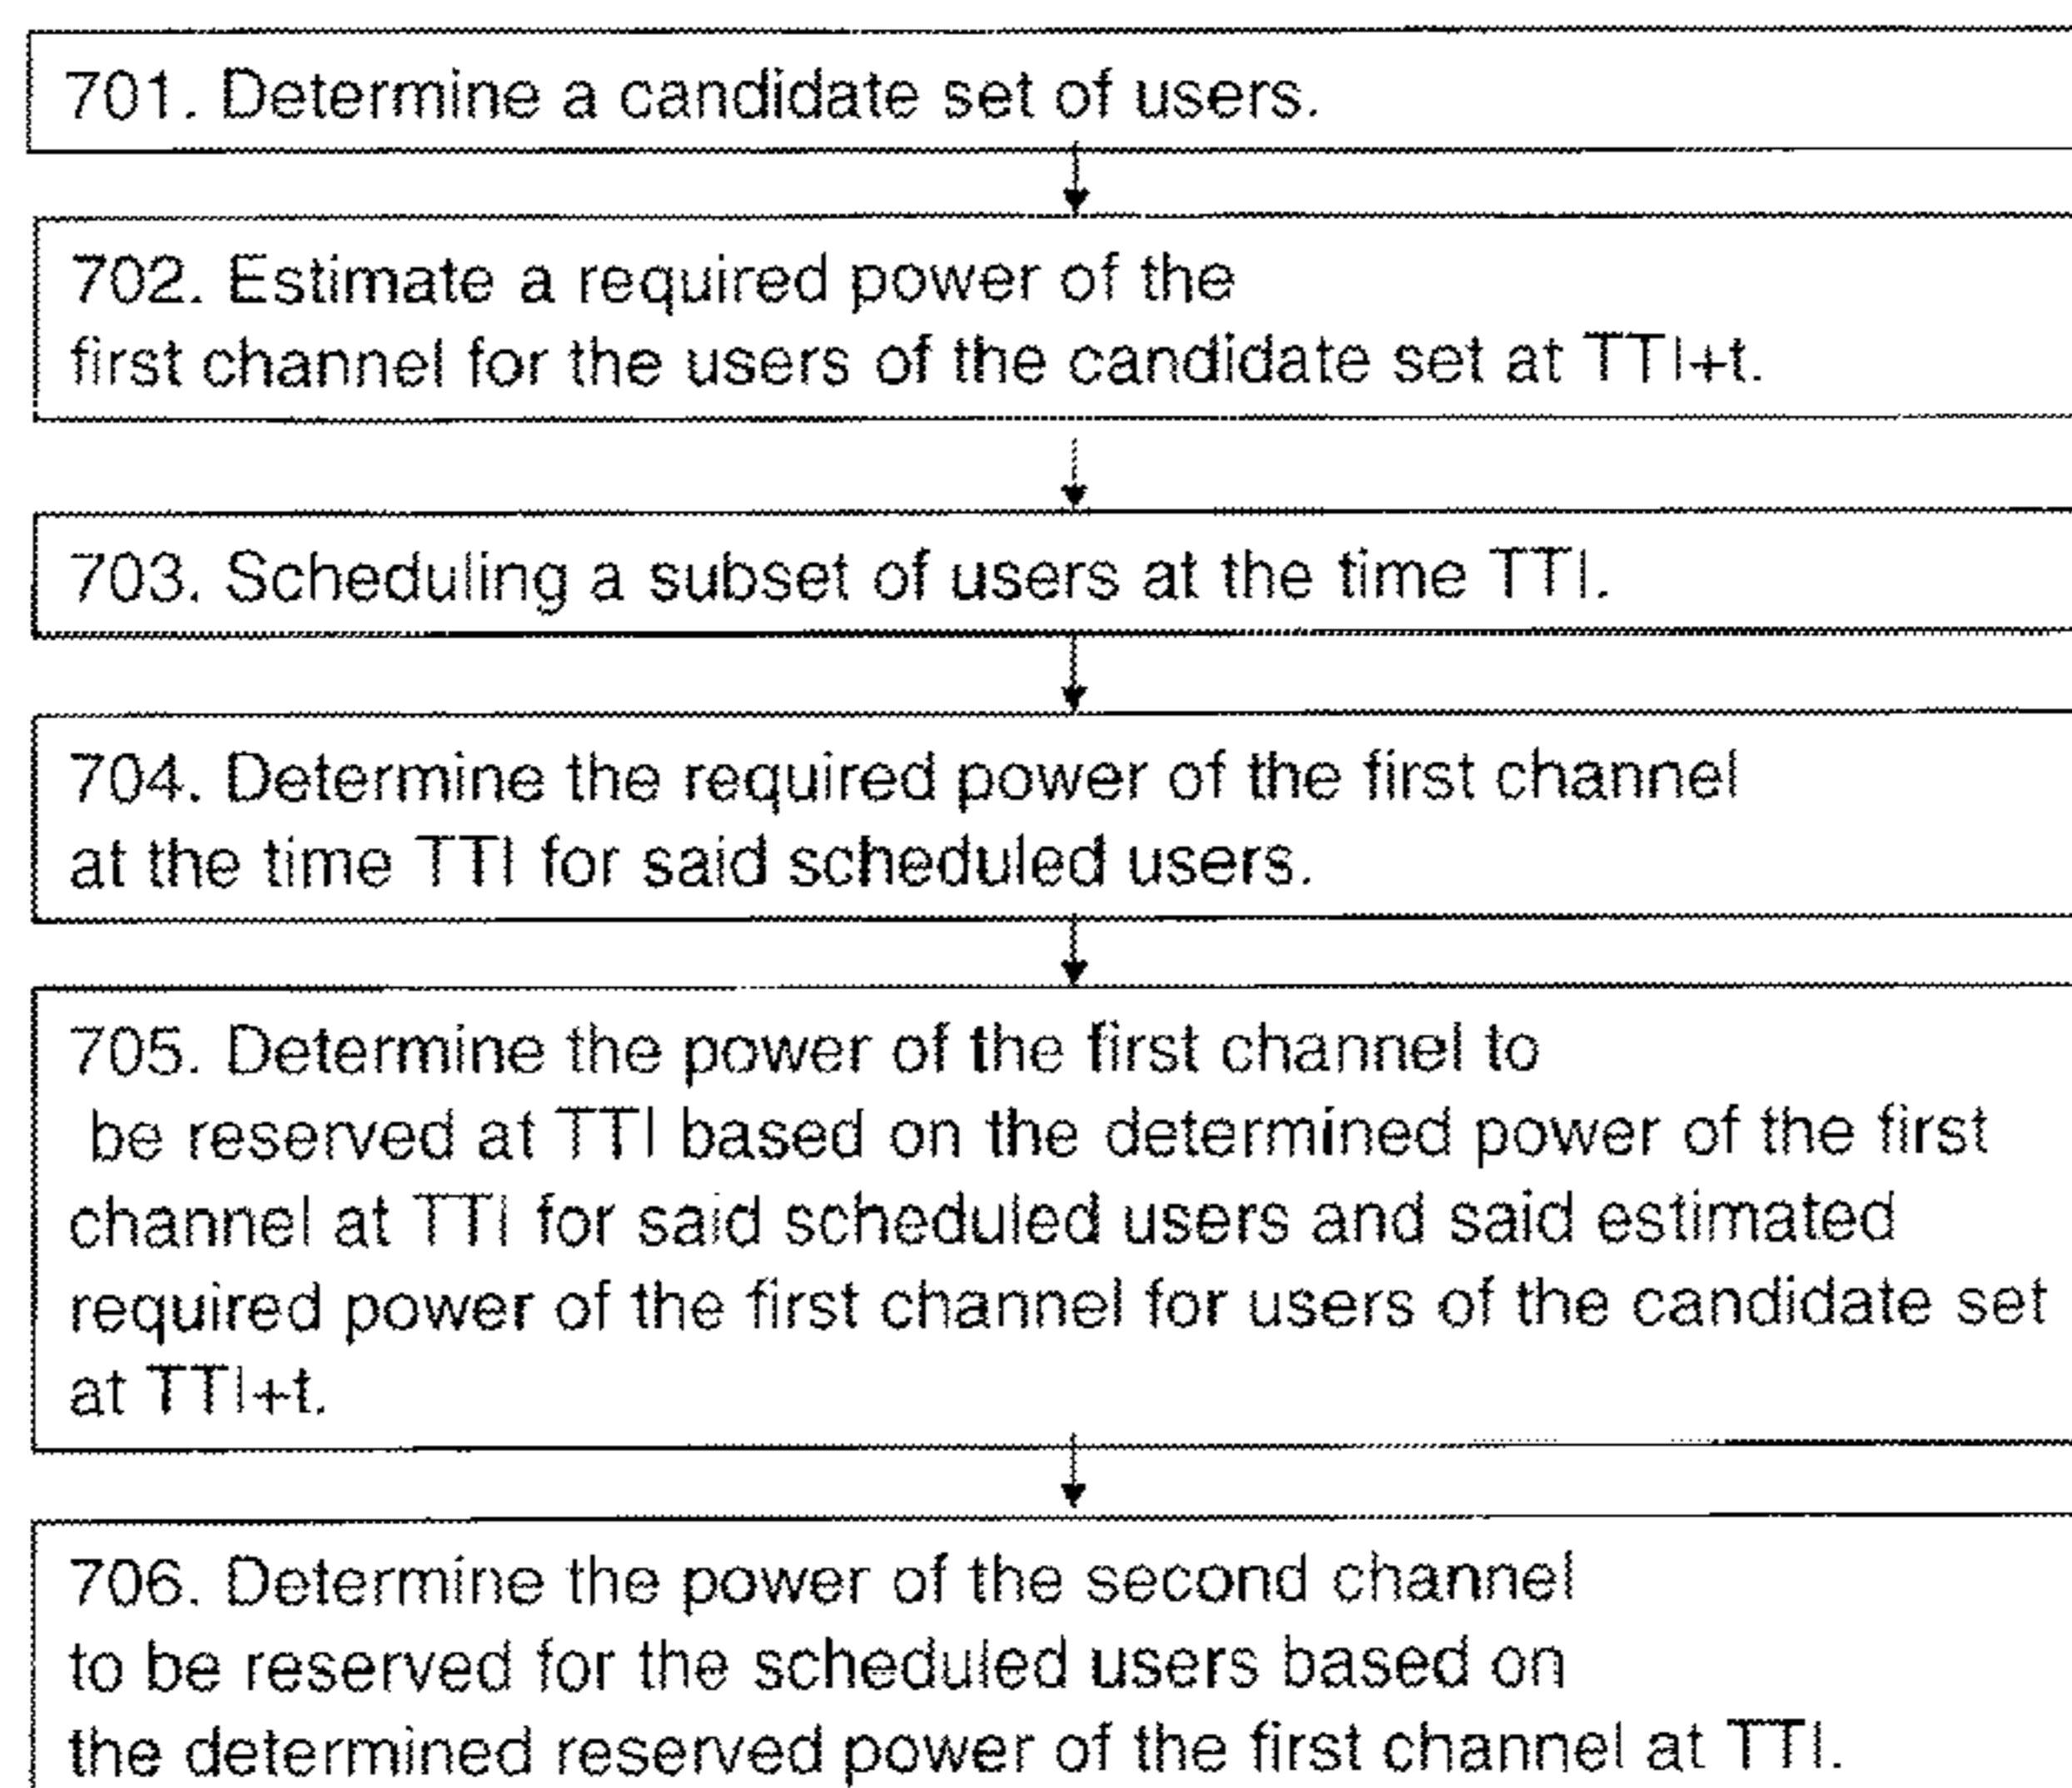 701. Determine a candidate set of users.
702. Estimate a required power of the
first channel for the users of the candidate set at TTI+t.
703. Scheduling a subset of users at the time TTI.
704. Determine the required power of the first channel
at the time TTI for said scheduled users.
705. Determine the power of the first channel to
be reserved at TTI based on the determined power of the first
channel at TTI for said scheduled users and said estimated
required power of the first channel for users of the candidate set
at TTI+t.
706. Determine the power of the second channel
to be reserved for the scheduled users based on
the determined reserved power of the first channel at TTI.